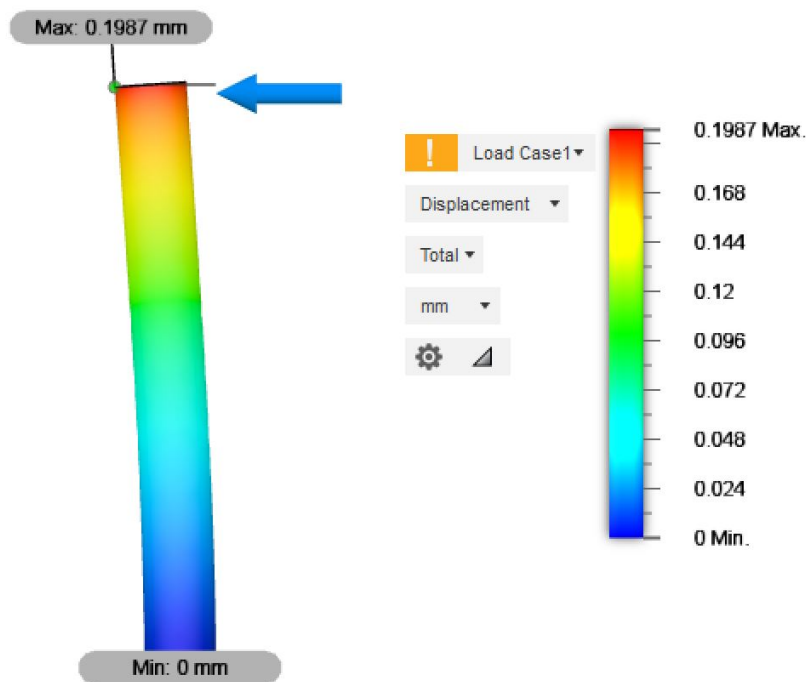 Max: 0.1987 mm
! Load Case1
Displacement
Total
mm
0.1987 Max.
0.168
0.144
0.12
0.096
0.072
0.048
0.024
0 Min.
Min: 0 mm